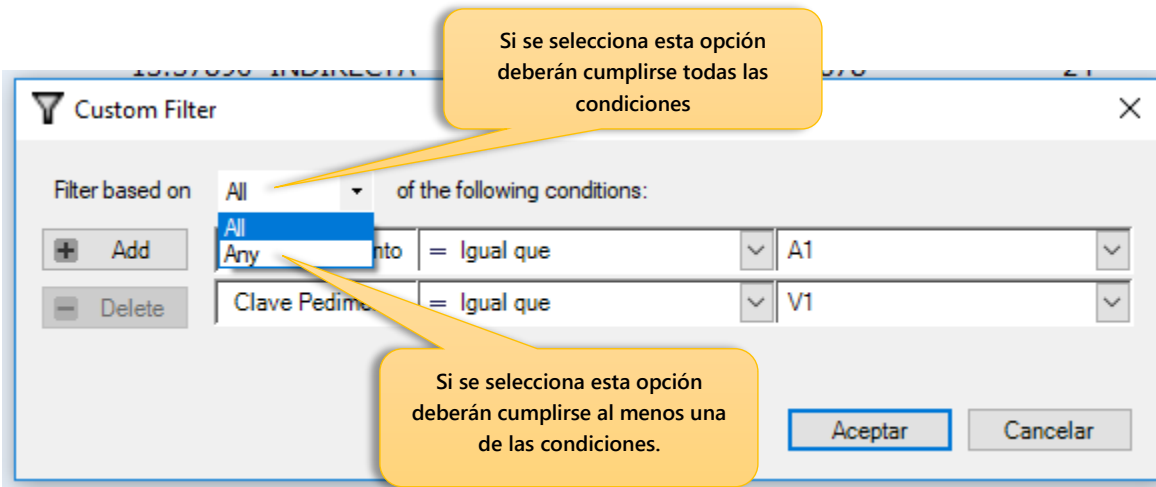 Si se selecciona esta opción
deberán cumplirse todas las
condiciones
Custom Filter
Filter based on All of the following conditions:
All
Any
Add = Igual que A1
Delete Clave = Igual que V1
Si se selecciona esta opción
deberán cumplirse al menos una
de las condiciones.
Aceptar Cancelar